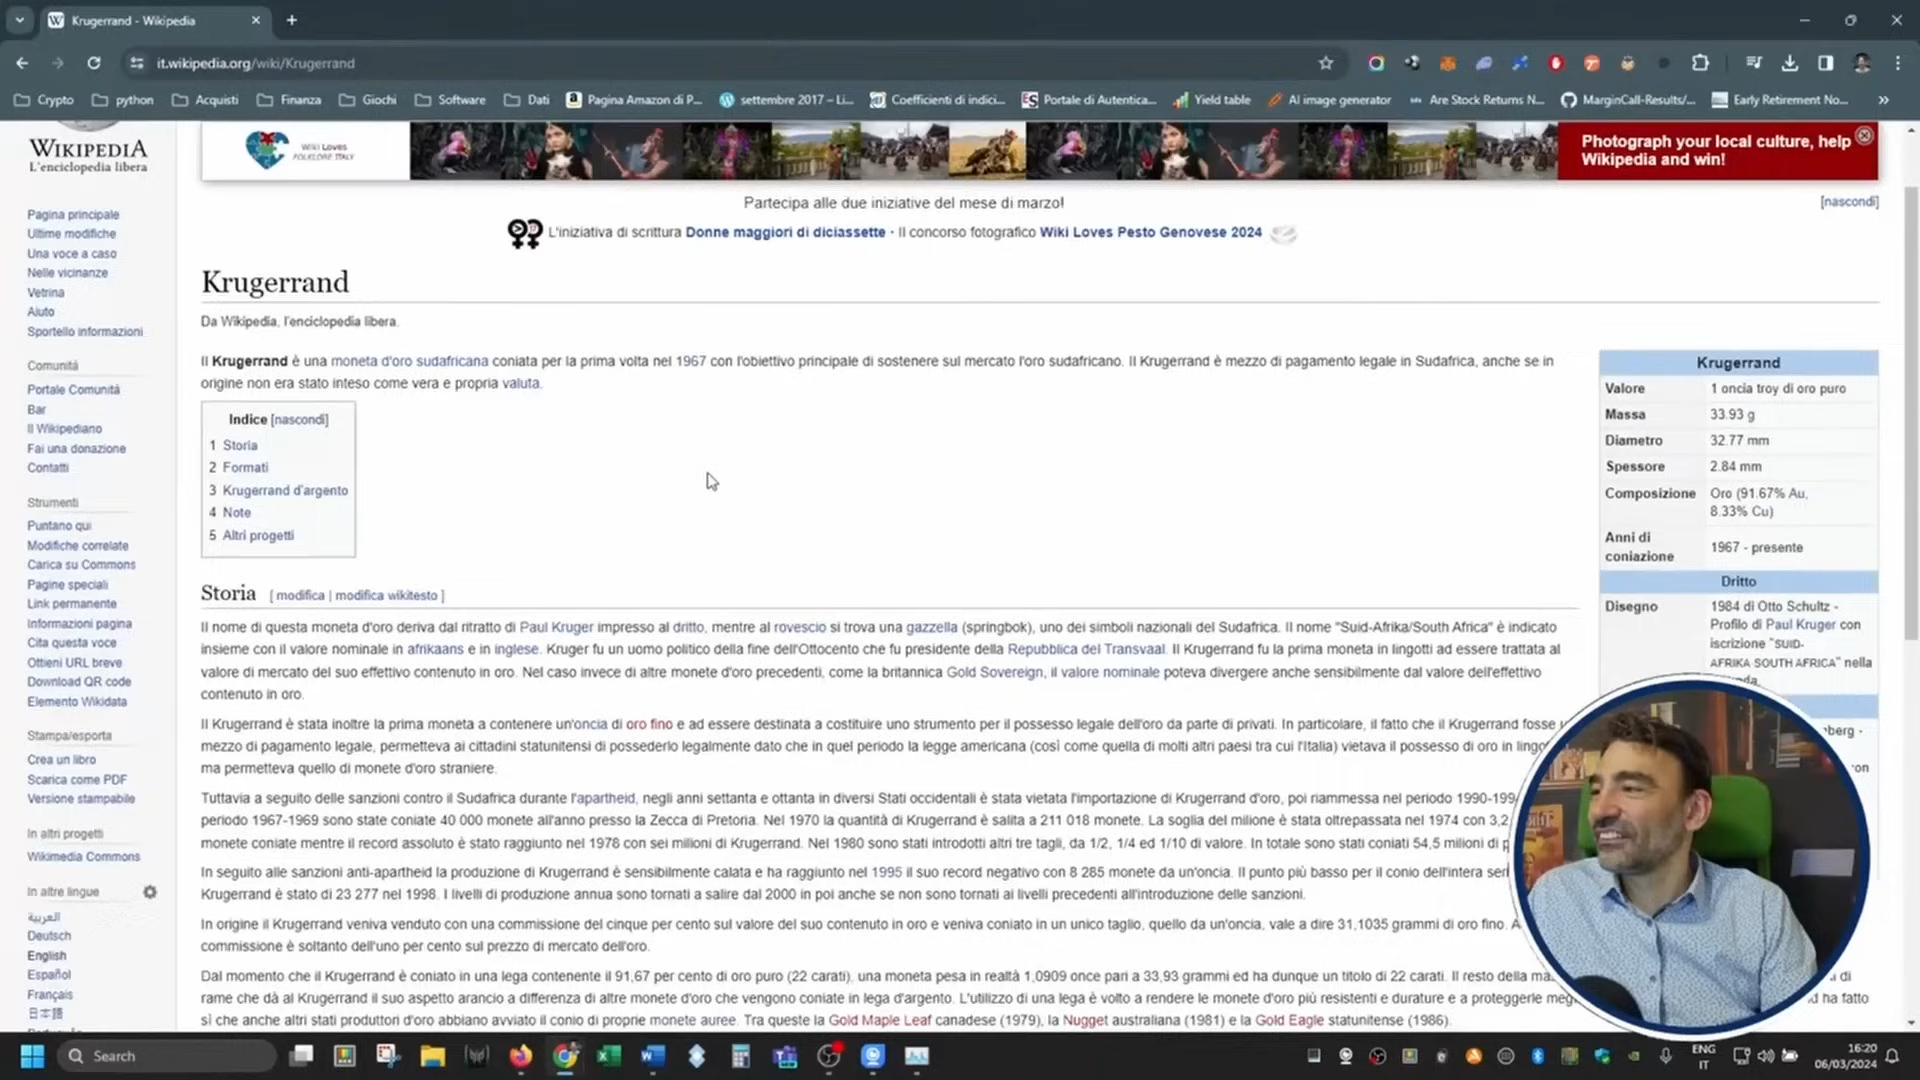 Krugerrand - Wikipedia
it.wikipedia.org/wiki/Krugerrand
Crypto python Acquisti Finanza Giochi Software Dati Pagina Amazon di P... settembre 2017 – Li... Coefficienti di indici... Portale di Autentica... Yield table AI image generator Are Stock Returns N... MarginCall-Results/... Early Retirement No...
WIKIPEDIA
L'enciclopedia libera
WIKI LOVES
FOLKLORE ITALY
Photograph your local culture, help
Wikipedia and win!
Partecipa alle due iniziative del mese di marzo!
[nascondi]
L'iniziativa di scrittura Donne maggiori di diciassette · Il concorso fotografico Wiki Loves Pesto Genovese 2024
Pagina principale
Ultime modifiche
Una voce a caso
Nelle vicinanze
Vetrina
Aiuto
Sportello informazioni
Comunità
Portale Comunità
Bar
Il Wikipediano
Fai una donazione
Contatti
Strumenti
Puntano qui
Modifiche correlate
Carica su Commons
Pagine speciali
Link permanente
Informazioni pagina
Cita questa voce
Ottieni URL breve
Download QR code
Elemento Wikidata
Stampa/esporta
Crea un libro
Scarica come PDF
Versione stampabile
In altri progetti
Wikimedia Commons
In altre lingue
العربية
Deutsch
English
Español
Français
日本語
Krugerrand
Da Wikipedia, l'enciclopedia libera.
Il Krugerrand è una moneta d'oro sudafricana coniata per la prima volta nel 1967 con l'obiettivo principale di sostenere sul mercato l'oro sudafricano. Il Krugerrand è mezzo di pagamento legale in Sudafrica, anche se in
origine non era stato inteso come vera e propria valuta.
Indice [nascondi]
1 Storia
2 Formati
3 Krugerrand d'argento
4 Note
5 Altri progetti
Storia [ modifica | modifica wikitesto ]
Il nome di questa moneta d'oro deriva dal ritratto di Paul Kruger impresso al dritto, mentre al rovescio si trova una gazzella (springbok), uno dei simboli nazionali del Sudafrica. Il nome "Suid-Afrika/South Africa" è indicato
insieme con il valore nominale in afrikaans e in inglese. Kruger fu un uomo politico della fine dell'Ottocento che fu presidente della Repubblica del Transvaal. Il Krugerrand fu la prima moneta in lingotti ad essere trattata al
valore di mercato del suo effettivo contenuto in oro. Nel caso invece di altre monete d'oro precedenti, come la britannica Gold Sovereign, il valore nominale poteva divergere anche sensibilmente dal valore dell'effettivo
contenuto in oro.
Il Krugerrand è stata inoltre la prima moneta a contenere un'oncia di oro fino e ad essere destinata a costituire uno strumento per il possesso legale dell'oro da parte di privati. In particolare, il fatto che il Krugerrand fosse
mezzo di pagamento legale, permetteva ai cittadini statunitensi di possederlo legalmente dato che in quel periodo la legge americana (così come quella di molti altri paesi tra cui l'Italia) vietava il possesso di oro in lingo
ma permetteva quello di monete d'oro straniere.
Tuttavia a seguito delle sanzioni contro il Sudafrica durante l'apartheid, negli anni settanta e ottanta in diversi Stati occidentali è stata vietata l'importazione di Krugerrand d'oro, poi riammessa nel periodo 1990-199
periodo 1967-1969 sono state coniate 40 000 monete all'anno presso la Zecca di Pretoria. Nel 1970 la quantità di Krugerrand è salita a 211 018 monete. La soglia del milione è stata oltrepassata nel 1974 con 3,2
monete coniate mentre il record assoluto è stato raggiunto nel 1978 con sei milioni di Krugerrand. Nel 1980 sono stati introdotti altri tre tagli, da 1/2, 1/4 ed 1/10 di valore. In totale sono stati coniati 54,5 milioni di
In seguito alle sanzioni anti-apartheid la produzione di Krugerrand è sensibilmente calata e ha raggiunto nel 1995 il suo record negativo con 8 285 monete da un'oncia. Il punto più basso per il conio dell'intera
Krugerrand è stato di 23 277 nel 1998. I livelli di produzione annua sono tornati a salire dal 2000 in poi anche se non sono tornati ai livelli precedenti all'introduzione delle sanzioni.
In origine il Krugerrand veniva venduto con una commissione del cinque per cento sul valore del suo contenuto in oro e veniva coniato in un unico taglio, quello da un'oncia, vale a dire 31,1035 grammi di oro fino.
commissione è soltanto dell'uno per cento sul prezzo di mercato dell'oro.
Dal momento che il Krugerrand è coniato in una lega contenente il 91,67 per cento di oro puro (22 carati), una moneta pesa in realtà 1,0909 once pari a 33,93 grammi ed ha dunque un titolo di 22 carati. Il resto della di
rame che dà al Krugerrand il suo aspetto arancio a differenza di altre monete d'oro che vengono coniate in lega d'argento. L'utilizzo di una lega è volto a rendere le monete d'oro più resistenti e durature e a proteggerle ha fatto
sì che anche altri stati produttori d'oro abbiano avviato il conio di proprie monete auree. Tra queste la Gold Maple Leaf canadese (1979), la Nugget australiana (1981) e la Gold Eagle statunitense (1986).
Krugerrand
Valore 1 oncia troy di oro puro
Massa 33.93 g
Diametro 32.77 mm
Spessore 2.84 mm
Composizione Oro (91.67% Au,
8.33% Cu)
Anni di
coniazione 1967 - presente
Dritto
Disegno 1984 di Otto Schultz -
Profilo di Paul Kruger con
iscrizione "SUID-
AFRIKA SOUTH AFRICA" nella
Search
ENG
IT
16:20
06/03/2024